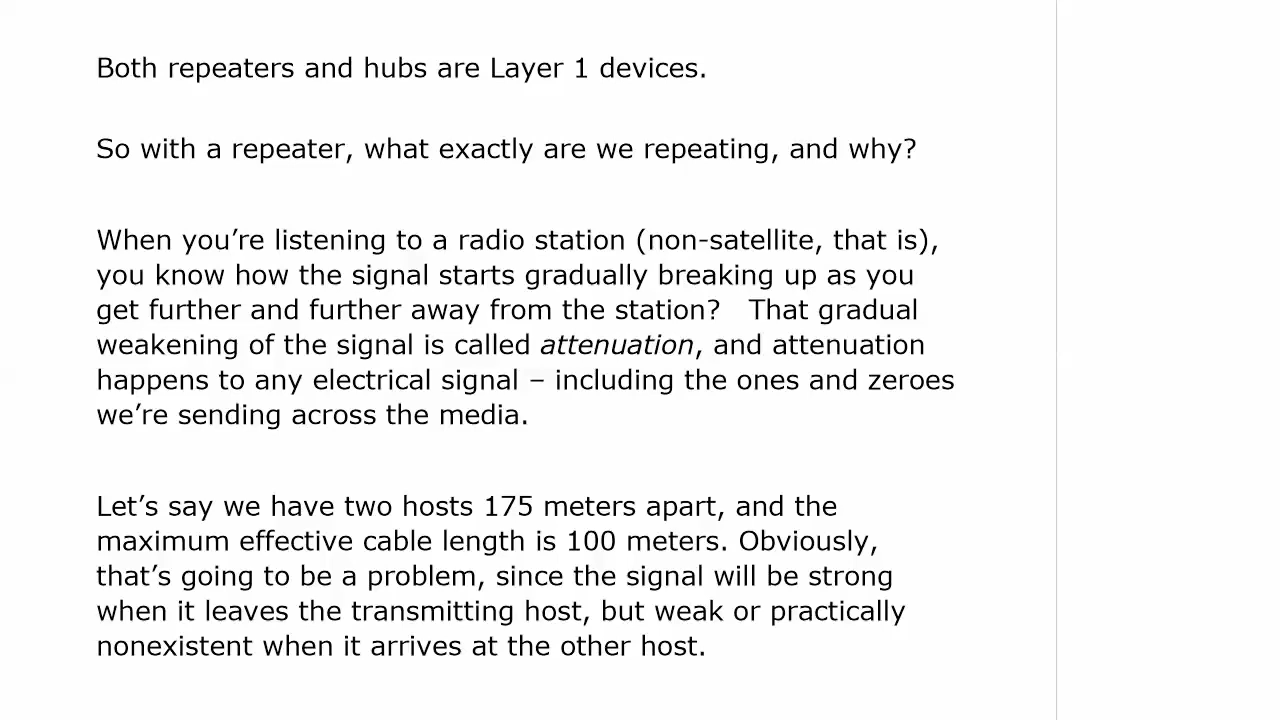 Both repeaters and hubs are Layer 1 devices.
So with a repeater, what exactly are we repeating, and why?
When you’re listening to a radio station (non-satellite, that is),
you know how the signal starts gradually breaking up as you
get further and further away from the station?   That gradual
weakening of the signal is called attenuation, and attenuation
happens to any electrical signal – including the ones and zeroes
we’re sending across the media.
Let’s say we have two hosts 175 meters apart, and the
maximum effective cable length is 100 meters. Obviously,
that’s going to be a problem, since the signal will be strong
when it leaves the transmitting host, but weak or practically
nonexistent when it arrives at the other host.